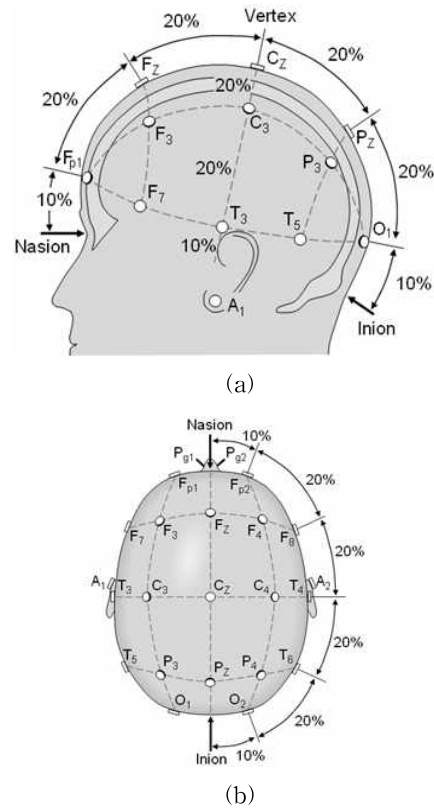 20% Vertex
F_Z C_Z 20%
20% 20%
F_3 C_3 P_Z
F_p1 20% P_3 20%
10% F_7 T_3 T_5
Nasion 10% O_1
A_1 10%
Inion
(a)
Nasion
10%
P_g1 P_g2
F_p1 F_p2 20%
F_7 F_3 F_Z F_4 F_8
20%
A_1 T_3 C_3 C_Z C_4 T_4 A_2
20%
T_5 P_3 P_Z P_4 T_6
O_1 O_2 20%
Inion 10%
(b)